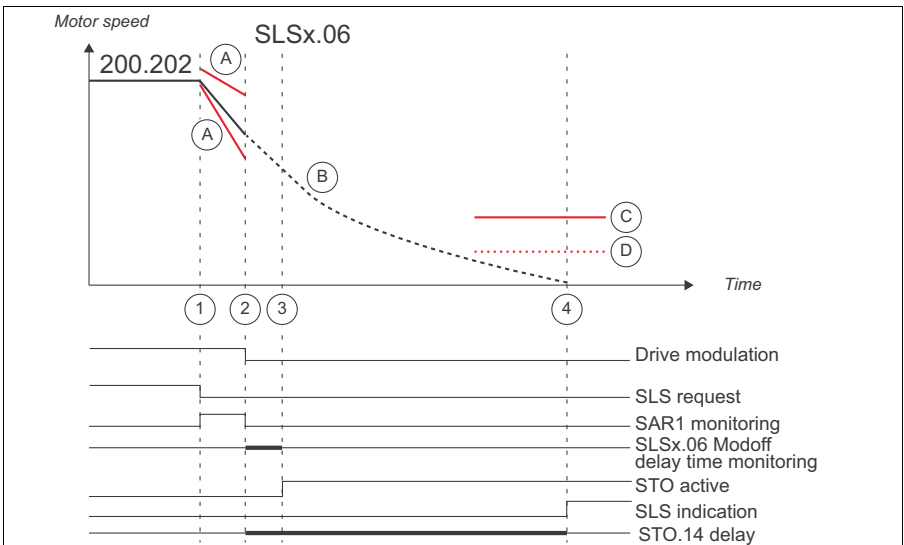 Motor speed
SLSx.06
200.202
A
A
B
C
D
Time
1
2
3
4
Drive modulation
SLS request
SAR1 monitoring
SLSx.06 Modoff
delay time monitoring
STO active
SLS indication
STO.14 delay